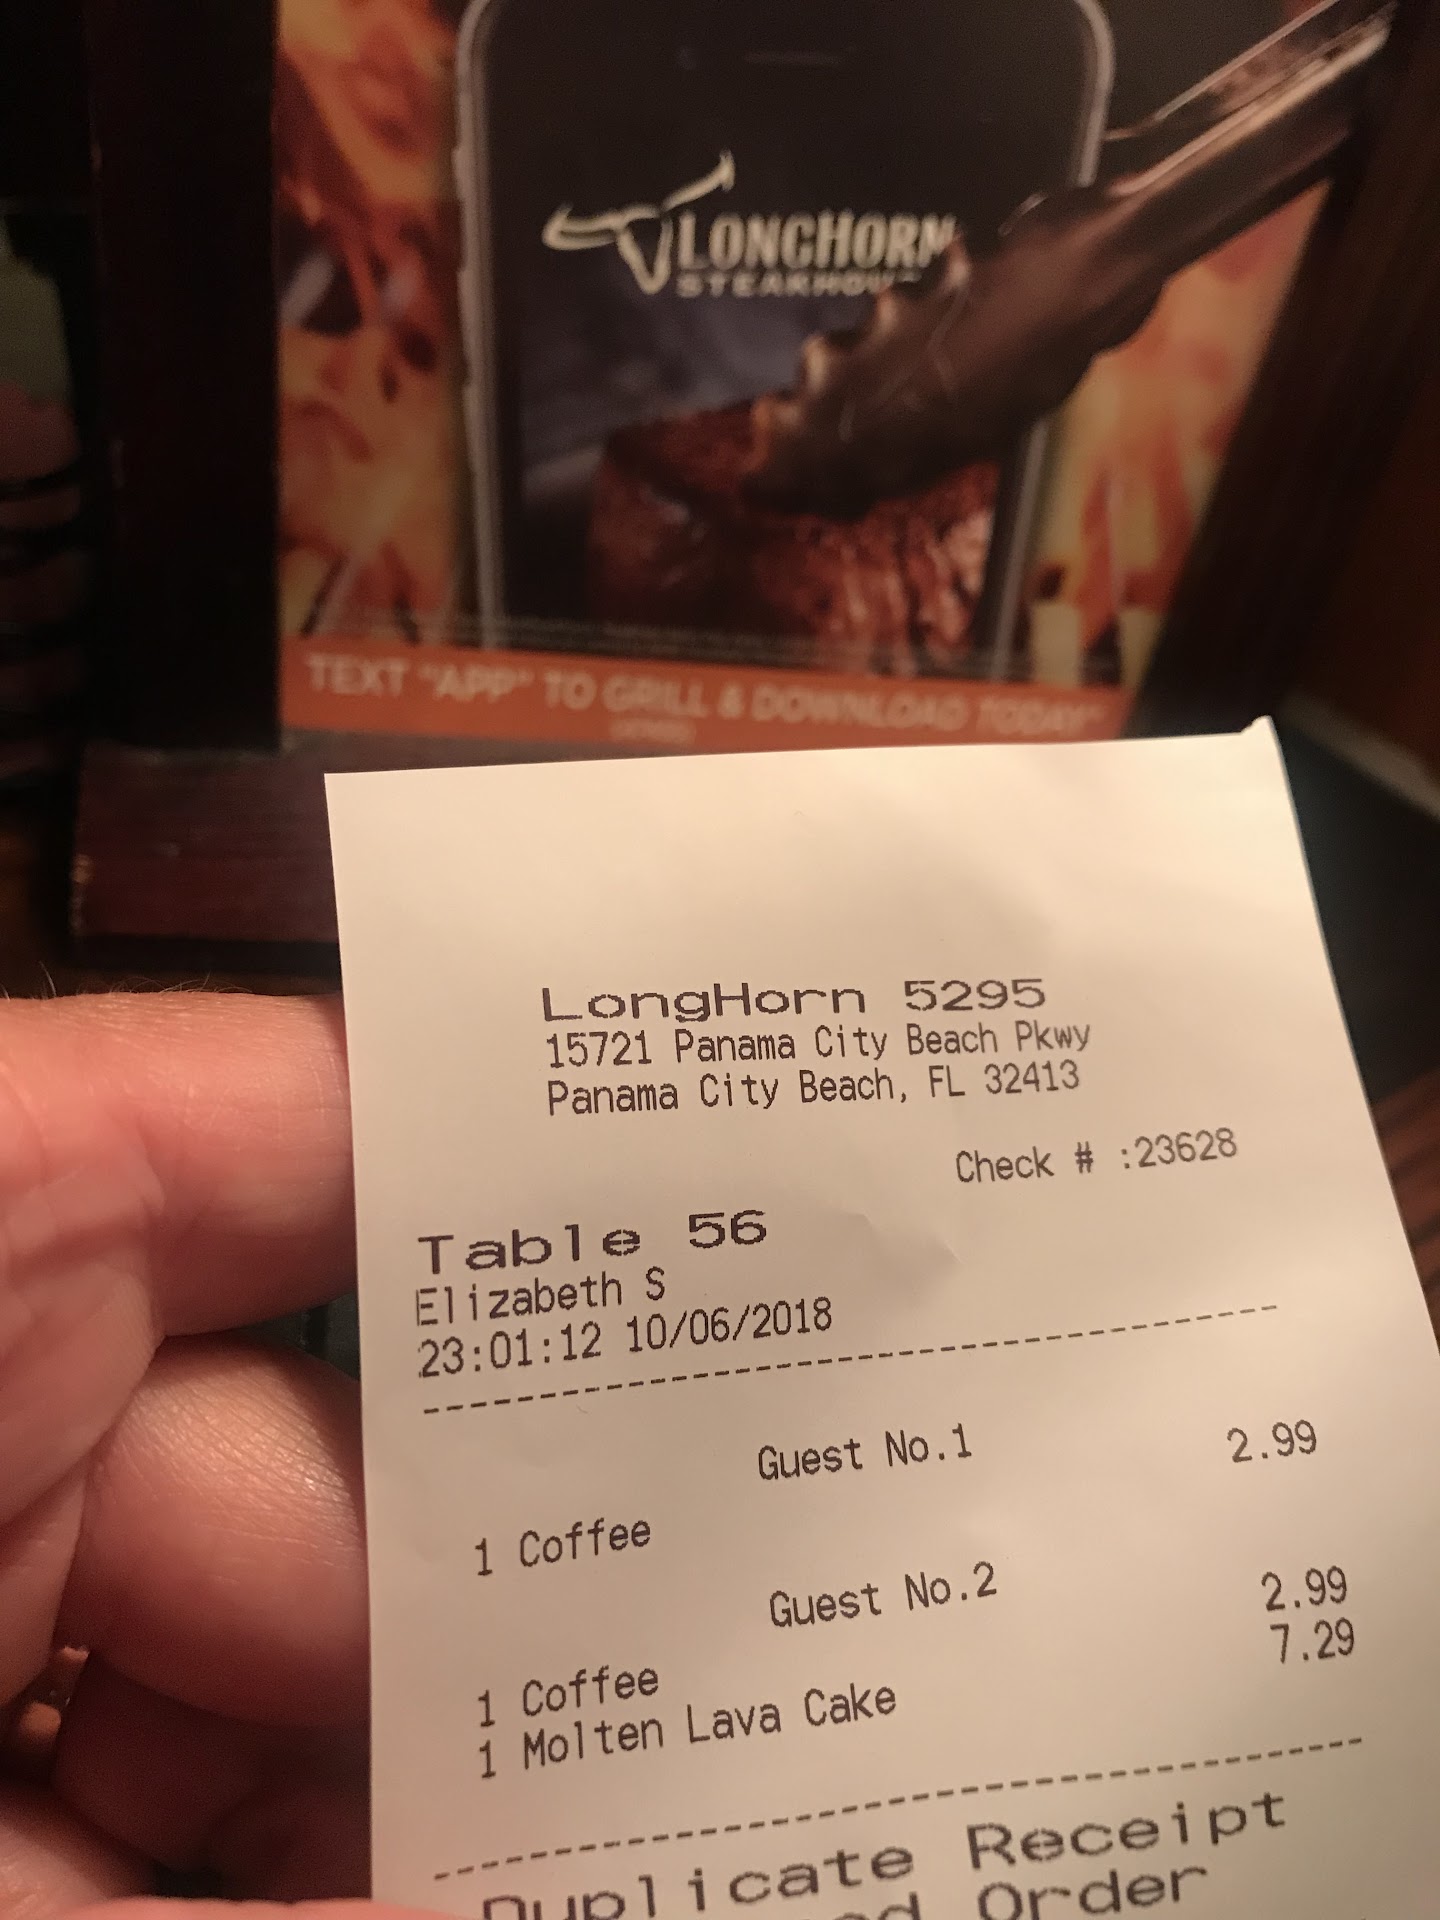 LONGHORN
STEAKHOU
TEXT "APP" TO GRILL & DOWNLOAD TODAY*
LongHorn 5295
15721 Panama City Beach Pkwy
Panama City Beach, FL 32413
Check # :23628
Table 56
Elizabeth S
23:01:12 10/06/2018
Guest No.1 2.99
1 Coffee
Guest No.2 2.99
7.29
1 Coffee
1 Molten Lava Cake
Duplicate Receipt
Order